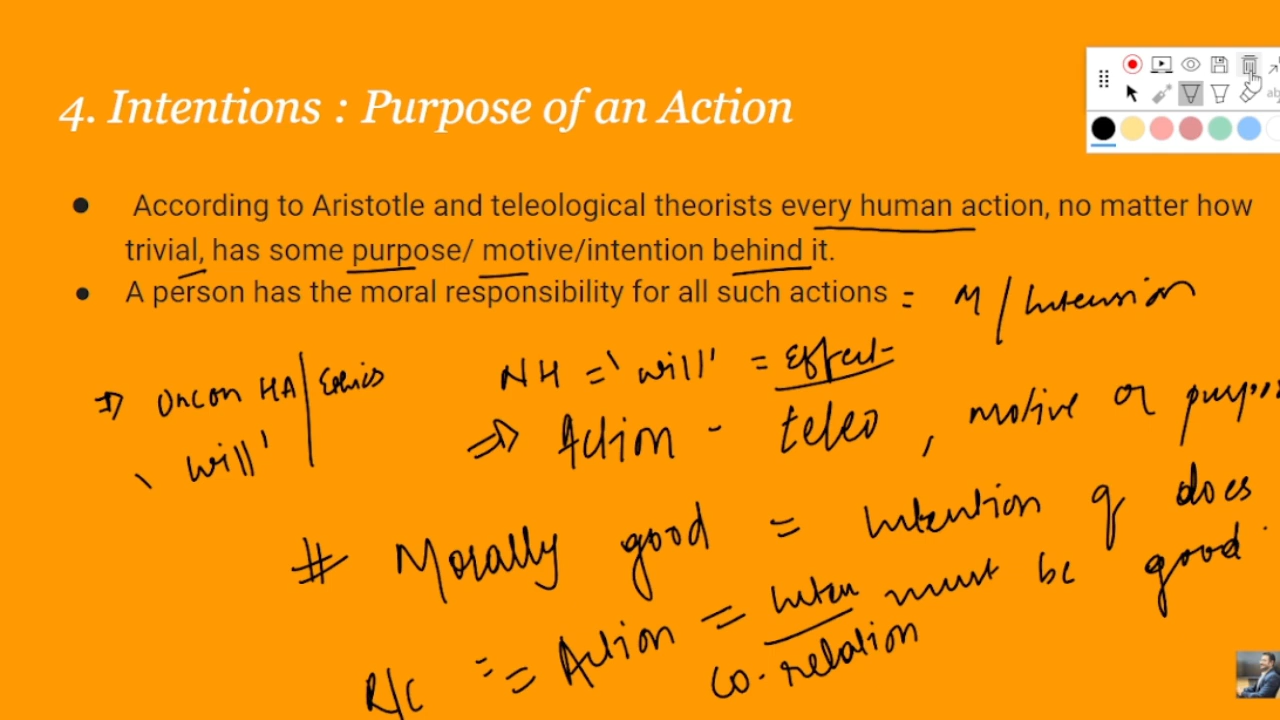 4. Intentions : Purpose of an Action
● According to Aristotle and teleological theorists every human action, no matter how
trivial, has some purpose/ motive/intention behind it.
● A person has the moral responsibility for all such actions = M / Intension
⇒ Uncon HA / Ethics
'will'
NH = 'will' = Effect =
⇒ Action - teleo, motive or purpos
# Morally good = Intention of does
R/C = Action = Inten must be good.
co-relation